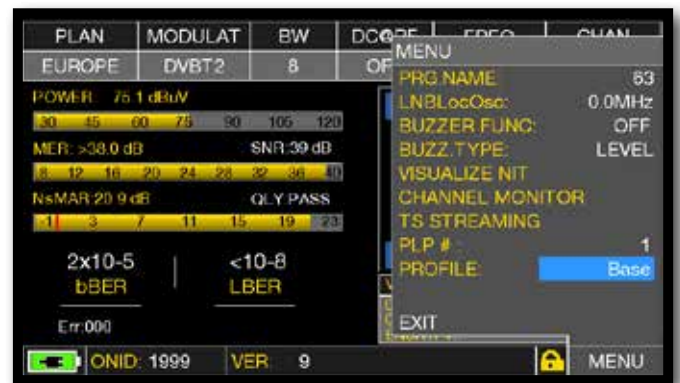 PLAN MODULAT BW
EUROPE DVBT2 8
POWER: 75.1 dBuV
30 45 60 75 90 105 120
MER: >38.0 dB SNR:39 dB
8 12 16 20 24 28 32 36 40
NsMAR:20.9 dB QLY:PASS
-1 3 7 11 15 19 23
2x10-5 <10-8
bBER LBER
Err:000
ONID: 1999 VER: 9 MENU
MENU
PRG.NAME: 63
LNBLocOsc: 0.0MHz
BUZZER FUNC: OFF
BUZZ.TYPE: LEVEL
VISUALIZE NIT
CHANNEL MONITOR
TS STREAMING
PLP # 1
PROFILE: Base
EXIT